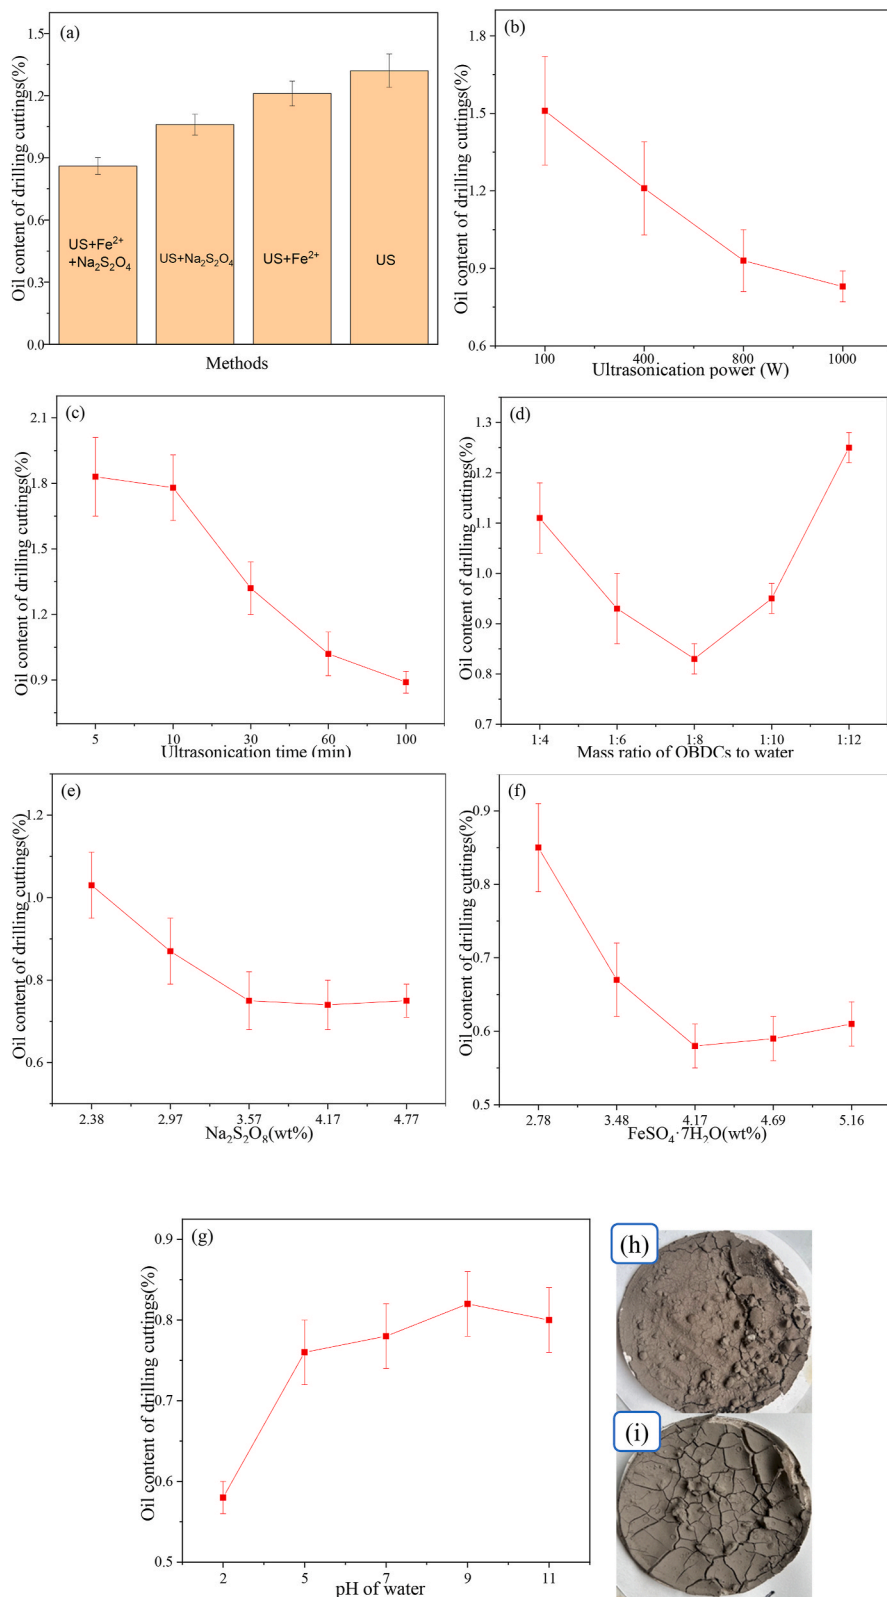 (a)
Oil content of drilling cuttings(%)
1.5
1.2
0.9
0.6
0.3
0.0
US+Fe²⁺
+Na₂S₂O₄
US+Na₂S₂O₄
US+Fe²⁺
US
Methods
(b)
Oil content of drilling cuttings(%)
1.8
1.5
1.2
0.9
0.6
100 400 800 1000
Ultrasonication power (W)
(c)
Oil content of drilling cuttings(%)
2.1
1.8
1.5
1.2
0.9
5 10 30 60 100
Ultrasonication time (min)
(d)
Oil content of drilling cuttings(%)
1.3
1.2
1.1
1.0
0.9
0.8
0.7
1:4 1:6 1:8 1:10 1:12
Mass ratio of OBDCs to water
(e)
Oil content of drilling cuttings(%)
1.2
1.0
0.8
0.6
2.38 2.97 3.57 4.17 4.77
Na₂S₂O₈(wt%)
(f)
Oil content of drilling cuttings(%)
0.9
0.8
0.7
0.6
0.5
2.78 3.48 4.17 4.69 5.16
FeSO₄·7H₂O(wt%)
(g)
Oil content of drilling cuttings(%)
0.9
0.8
0.7
0.6
0.5
2 5 7 9 11
pH of water
(h)
(i)